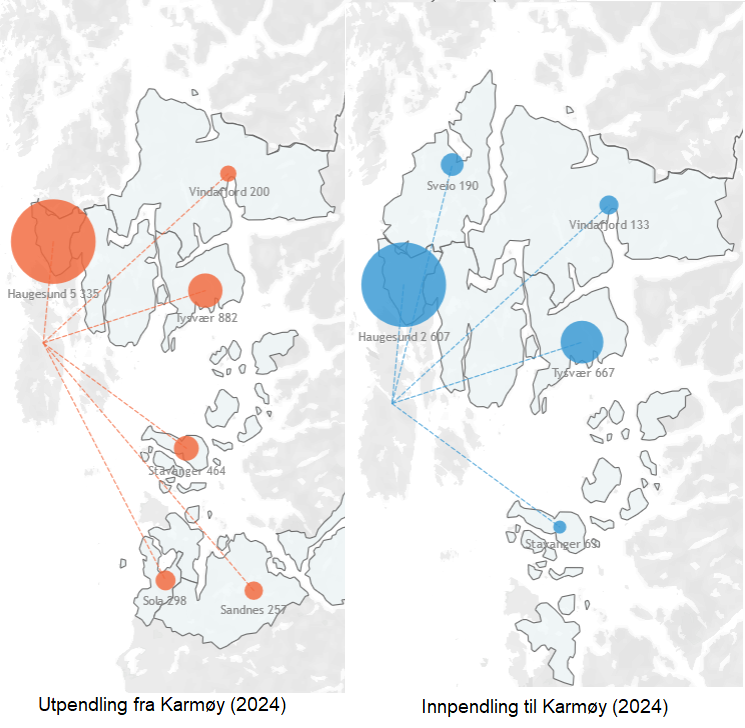 Vindafjord 200
Haugesund 5 335
Tysvær 882
Stavanger 464
Sola 298
Sandnes 257
Utpendling fra Karmøy (2024)
Sveio 190
Vindafjord 133
Haugesund 2 607
Tysvær 667
Stavanger
Innpendling til Karmøy (2024)